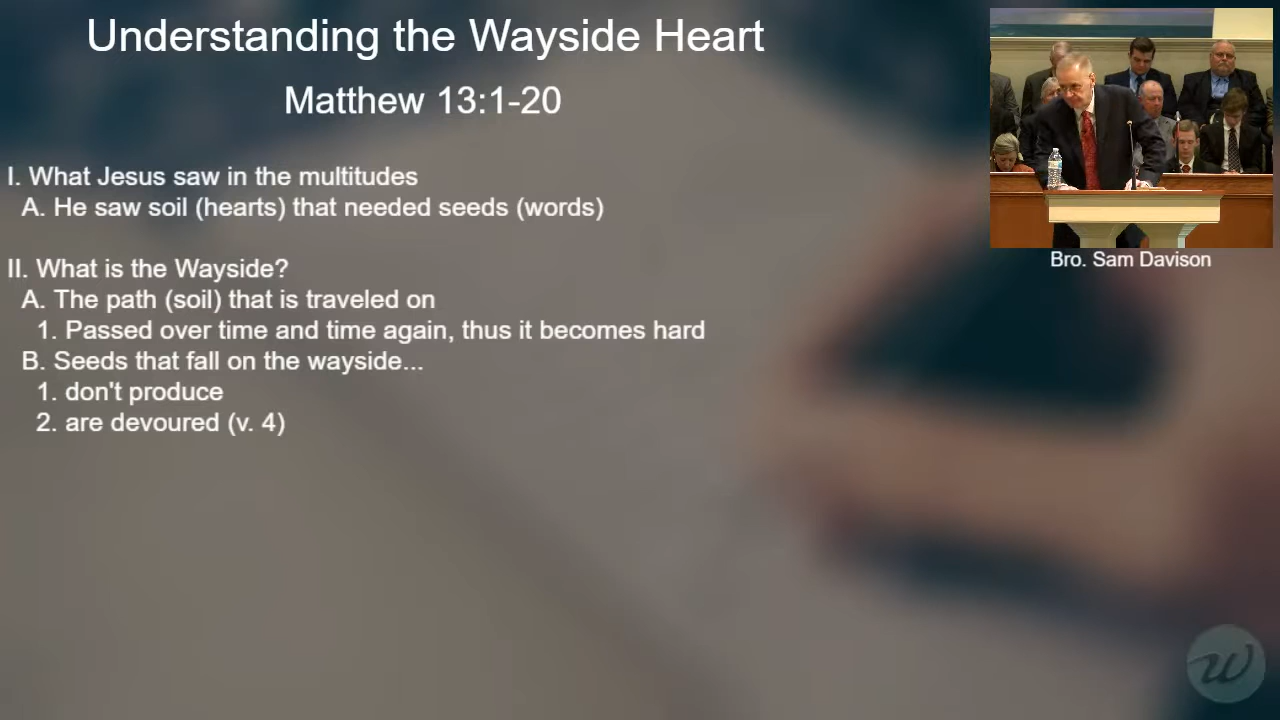 Understanding the Wayside Heart
Matthew 13:1-20
I. What Jesus saw in the multitudes
A. He saw soil (hearts) that needed seeds (words)
II. What is the Wayside?
A. The path (soil) that is traveled on
1. Passed over time and time again, thus it becomes hard
B. Seeds that fall on the wayside...
1. don't produce
2. are devoured (v. 4)
Bro. Sam Davison
w